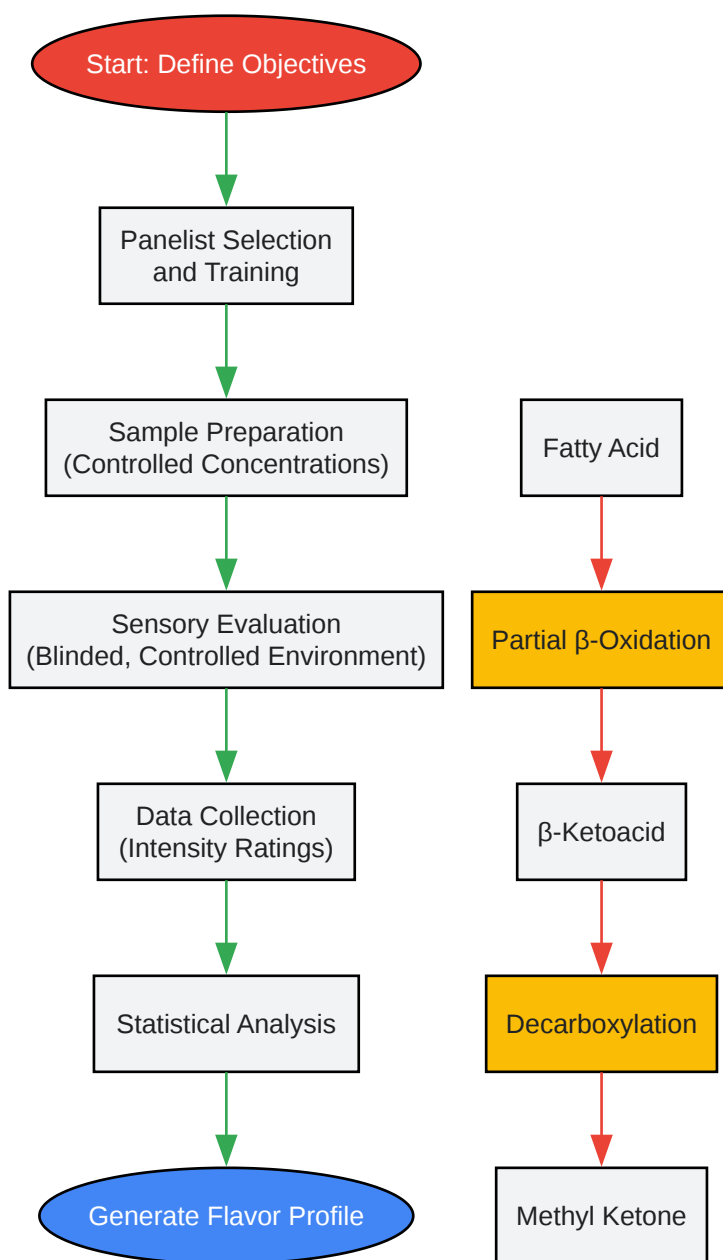 Start: Define Objectives
Panelist Selection
and Training
Sample Preparation
(Controlled Concentrations)
Sensory Evaluation
(Blinded, Controlled Environment)
Data Collection
(Intensity Ratings)
Statistical Analysis
Generate Flavor Profile
Fatty Acid
Partial β-Oxidation
β-Ketoacid
Decarboxylation
Methyl Ketone